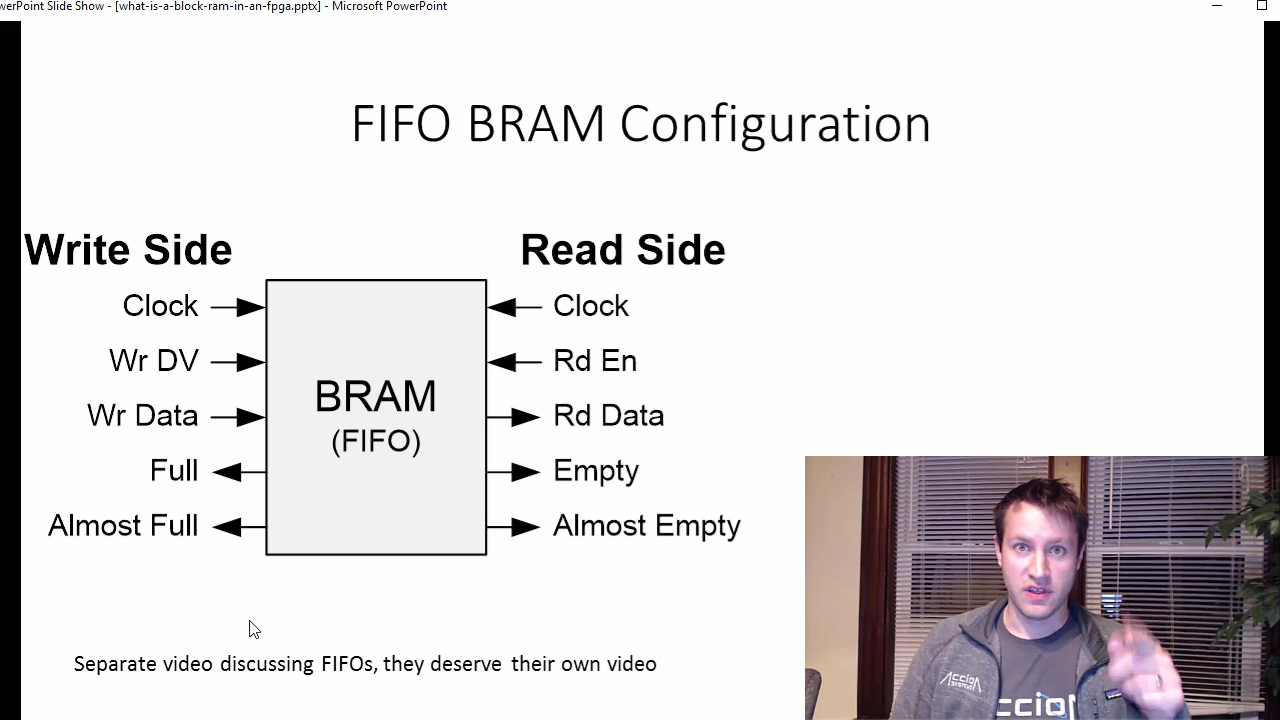 werPoint Slide Show - [what-is-a-block-ram-in-an-fpga.pptx] - Microsoft PowerPoint
FIFO BRAM Configuration
Write Side
Read Side
Clock
Clock
Wr DV
Rd En
BRAM
(FIFO)
Wr Data
Rd Data
Full
Empty
Almost Full
Almost Empty
Separate video discussing FIFOs, they deserve their own video
ACCION
SYSTEMS